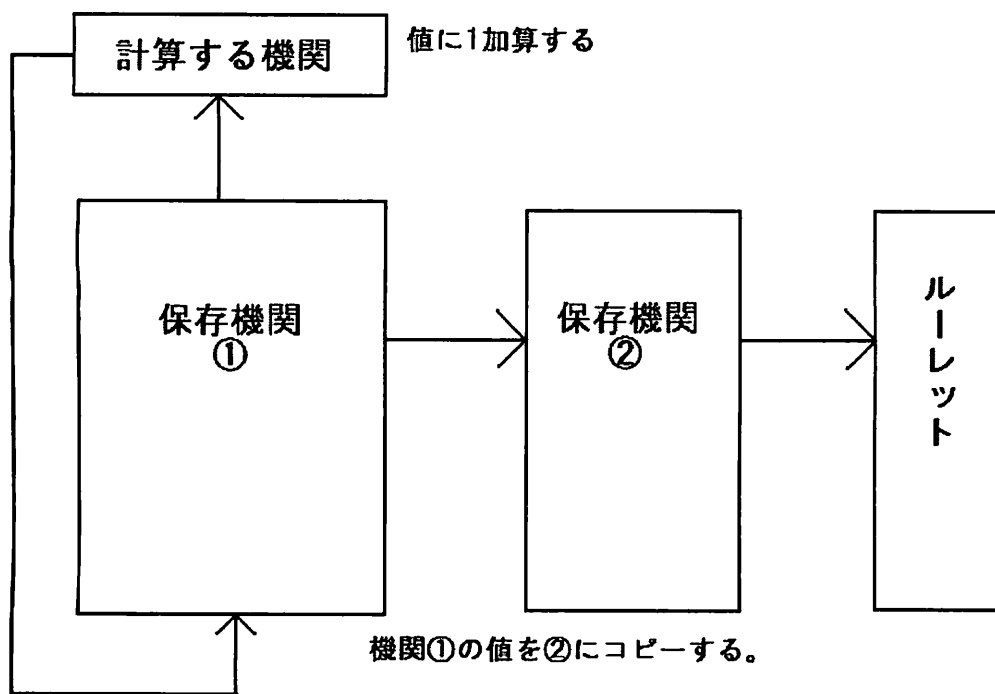 計算する機関
値に1加算する
保存機関
①
保存機関
②
ルーレット
機関①の値を②にコピーする。